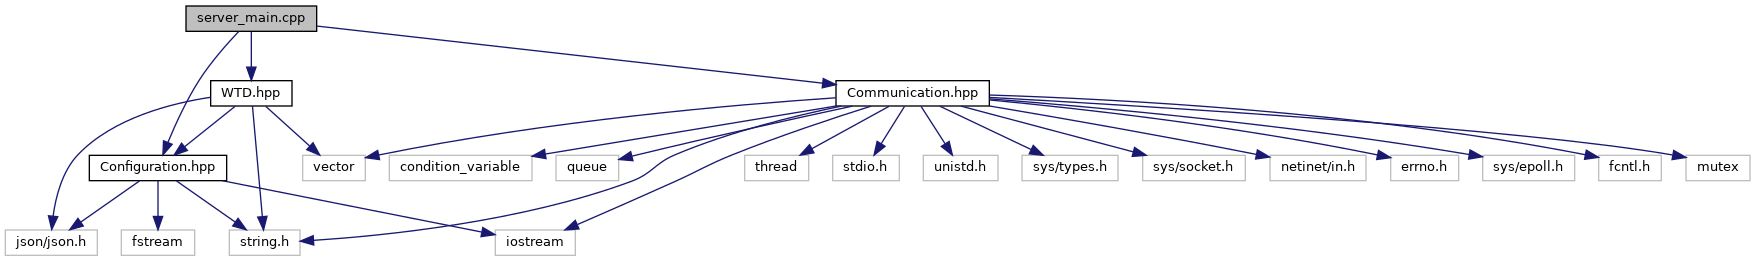 server_main.cpp
WTD.hpp
Communication.hpp
Configuration.hpp
vector
condition_variable
queue
thread
stdio.h
unistd.h
sys/types.h
sys/socket.h
netinet/in.h
errno.h
sys/epoll.h
fcntl.h
mutex
json/json.h
fstream
string.h
iostream